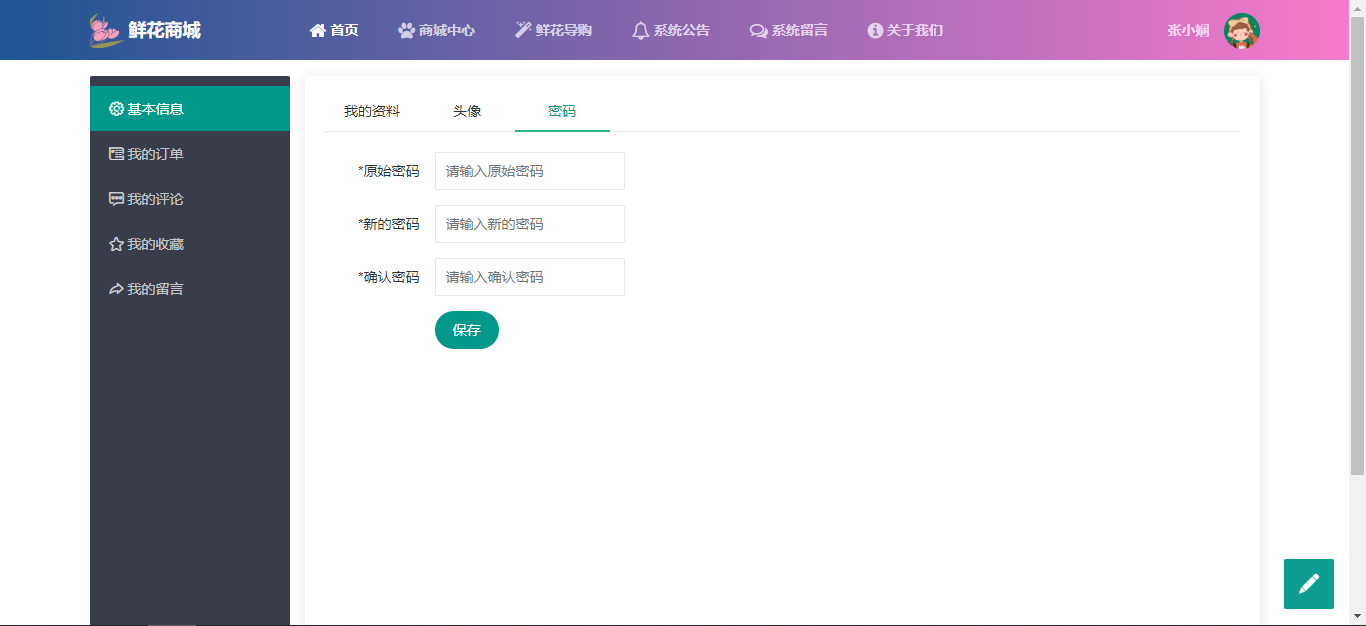 鲜花商城
首页
商城中心
鲜花导购
系统公告
系统留言
关于我们
张小娴
基本信息
我的订单
我的评论
我的收藏
我的留言
我的资料
头像
密码
*原始密码
请输入原始密码
*新的密码
请输入新的密码
*确认密码
请输入确认密码
保存